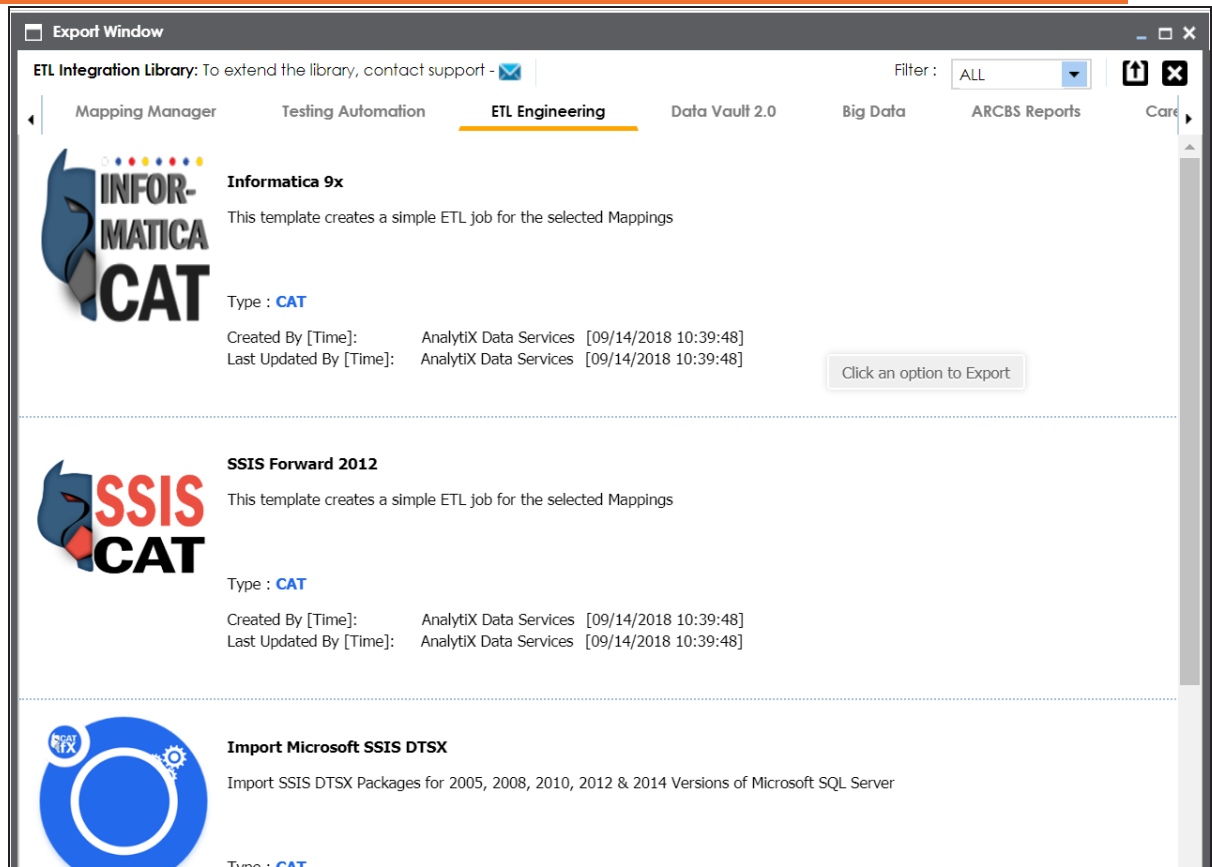 Export Window
ETL Integration Library: To extend the library, contact support -
Filter :
ALL
Mapping Manager
Testing Automation
ETL Engineering
Data Vault 2.0
Big Data
ARCBS Reports
Care
INFOR-
MATICA
CAT
Informatica 9x
This template creates a simple ETL job for the selected Mappings
Type : CAT
Created By [Time]: AnalytiX Data Services [09/14/2018 10:39:48]
Last Updated By [Time]: AnalytiX Data Services [09/14/2018 10:39:48]
Click an option to Export
SSIS
CAT
SSIS Forward 2012
This template creates a simple ETL job for the selected Mappings
Type : CAT
Created By [Time]: AnalytiX Data Services [09/14/2018 10:39:48]
Last Updated By [Time]: AnalytiX Data Services [09/14/2018 10:39:48]
CAT
fX
Import Microsoft SSIS DTSX
Import SSIS DTSX Packages for 2005, 2008, 2010, 2012 & 2014 Versions of Microsoft SQL Server
Type : CAT